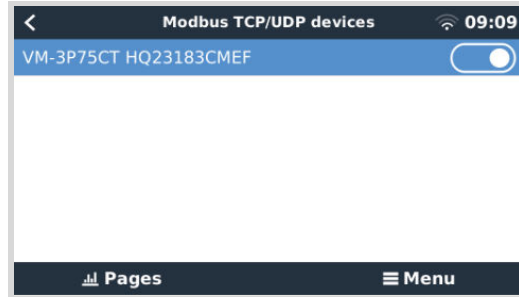 Modbus TCP/UDP devices 09:09
VM-3P75CT HQ23183CMEF
Pages Menu